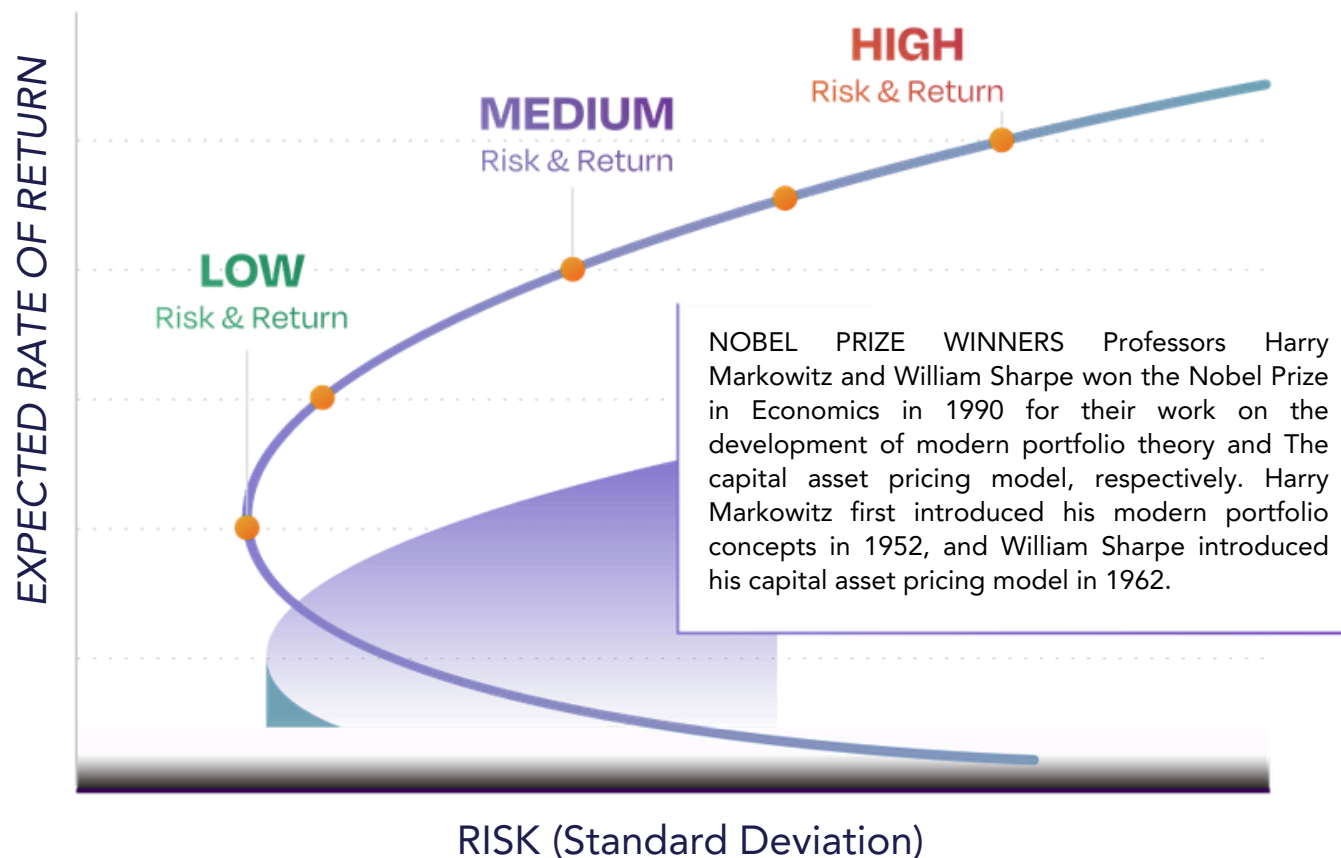 HIGH
Risk & Return
MEDIUM
Risk & Return
LOW
Risk & Return
EXPECTED RATE OF RETURN
NOBEL PRIZE WINNERS Professors Harry
Markowitz and William Sharpe won the Nobel Prize
in Economics in 1990 for their work on the
development of modern portfolio theory and The
capital asset pricing model, respectively. Harry
Markowitz first introduced his modern portfolio
concepts in 1952, and William Sharpe introduced
his capital asset pricing model in 1962.
RISK (Standard Deviation)